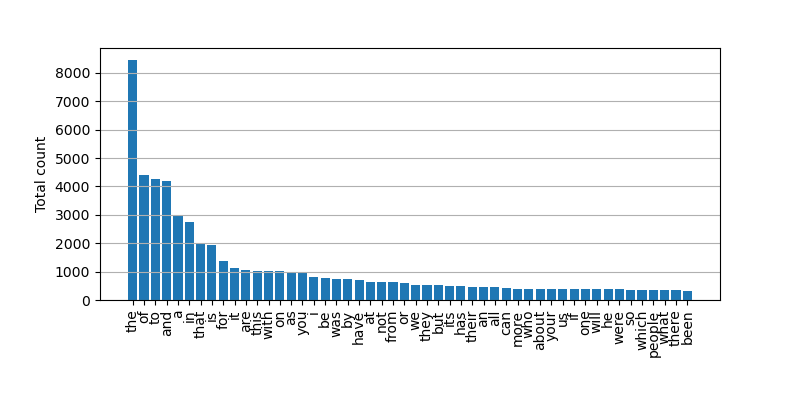 Total count
8000
7000
6000
5000
4000
3000
2000
1000
0
the
of
to
and
a
in
that
is
for
it
are
this
with
on
as
you
i
be
was
by
have
at
not
from
or
we
they
but
its
has
their
an
all
can
more
who
about
your
us
if
one
will
he
were
so
which
people
what
there
been